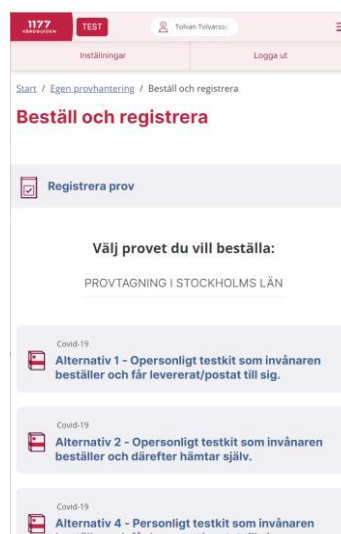 1177
VÅRDGUIDEN
TEST
Tolvan Tolvarss
Inställningar
Logga ut
Start / Egen provhantering / Beställ och registrera
Beställ och registrera
Registrera prov
Välj provet du vill beställa:
PROVTAGNING I STOCKHOLMS LÄN
Covid-19
Alternativ 1 - Opersonligt testkit som invånaren
beställer och får levererat/postat till sig.
Covid-19
Alternativ 2 - Opersonligt testkit som invånaren
beställer och därefter hämtar själv.
Covid-19
Alternativ 4 - Personligt testkit som invånaren